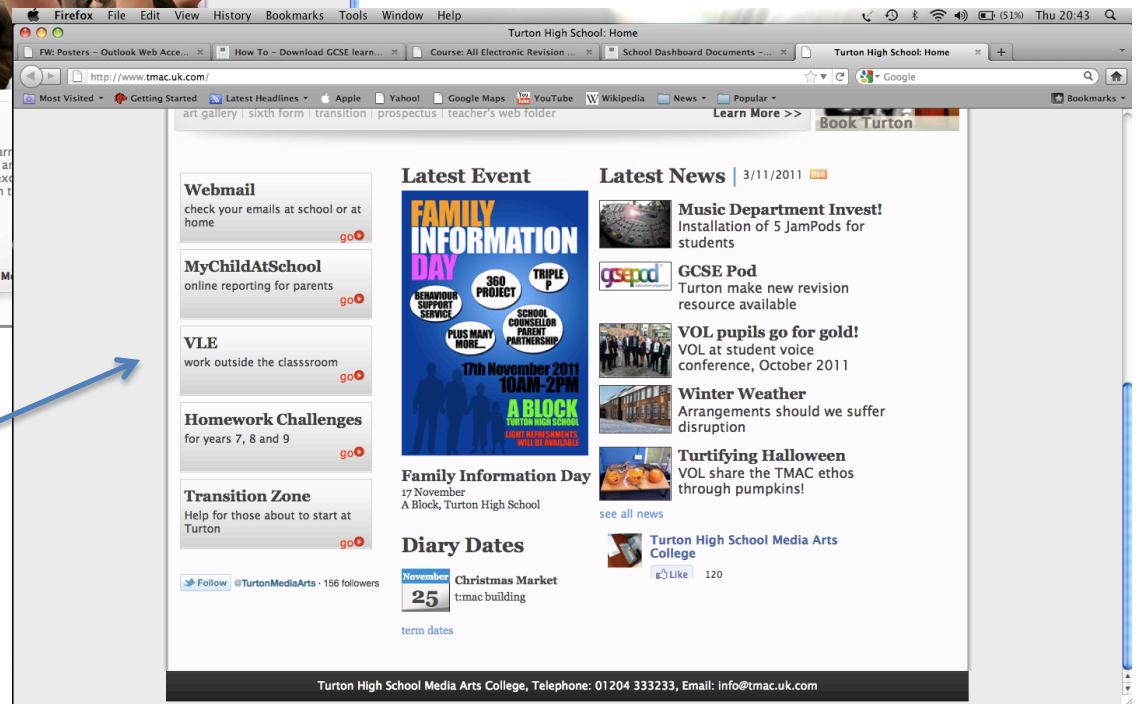 Firefox File Edit View History Bookmarks Tools Window Help
(51%) Thu 20:43
Turton High School: Home
FW: Posters – Outlook Web Acce...
How To – Download GCSE learn...
Course: All Electronic Revision ...
School Dashboard Documents -...
Turton High School: Home
http://www.tmac.uk.com/
Google
Most Visited
Getting Started
Latest Headlines
Apple
Yahoo!
Google Maps
YouTube
Wikipedia
News
Popular
Bookmarks
art gallery | sixth form | transition | prospectus | teacher's web folder
Learn More >>
Book Turton
Webmail
check your emails at school or at
home
go
MyChildAtSchool
online reporting for parents
go
VLE
work outside the classsroom
go
Homework Challenges
for years 7, 8 and 9
go
Transition Zone
Help for those about to start at
Turton
go
Follow @TurtonMediaArts · 156 followers
Latest Event
FAMILY
INFORMATION
DAY
360
PROJECT
TRIPLE
P
BEHAVIOUR
SUPPORT
SERVICE
SCHOOL
COUNSELLOR
PARENT
PARTNERSHIP
PLUS MANY
MORE...
17th November 2011
10AM-2PM
A BLOCK
TURTON HIGH SCHOOL
LIGHT REFRESHMENTS
WILL BE AVAILABLE
Family Information Day
17 November
A Block, Turton High School
Diary Dates
November
25
Christmas Market
t:mac building
term dates
Latest News | 3/11/2011 RSS
Music Department Invest!
Installation of 5 JamPods for
students
gcsepod
GCSE Pod
Turton make new revision
resource available
VOL pupils go for gold!
VOL at student voice
conference, October 2011
Winter Weather
Arrangements should we suffer
disruption
Turtifying Halloween
VOL share the TMAC ethos
through pumpkins!
see all news
Turton High School Media Arts
College
Like 120
Turton High School Media Arts College, Telephone: 01204 333233, Email: info@tmac.uk.com